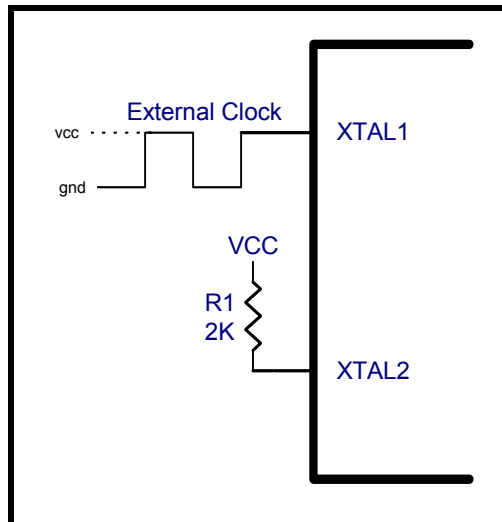 External Clock
vcc
gnd
XTAL1
VCC
R1
2K
XTAL2